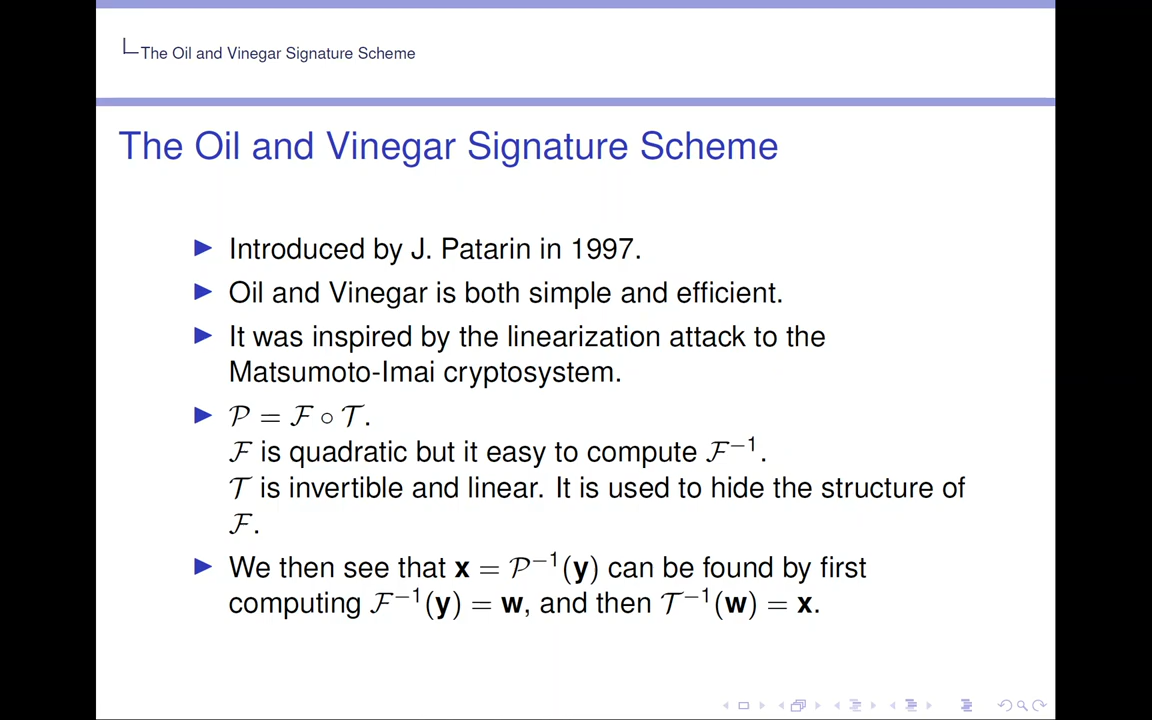 The Oil and Vinegar Signature Scheme
The Oil and Vinegar Signature Scheme
▶ Introduced by J. Patarin in 1997.
▶ Oil and Vinegar is both simple and efficient.
▶ It was inspired by the linearization attack to the
Matsumoto-Imai cryptosystem.
▶ 𝒫 = ℱ ∘ 𝒯.
ℱ is quadratic but it easy to compute ℱ⁻¹.
𝒯 is invertible and linear. It is used to hide the structure of
ℱ.
▶ We then see that x = 𝒫⁻¹(y) can be found by first
computing ℱ⁻¹(y) = w, and then 𝒯⁻¹(w) = x.